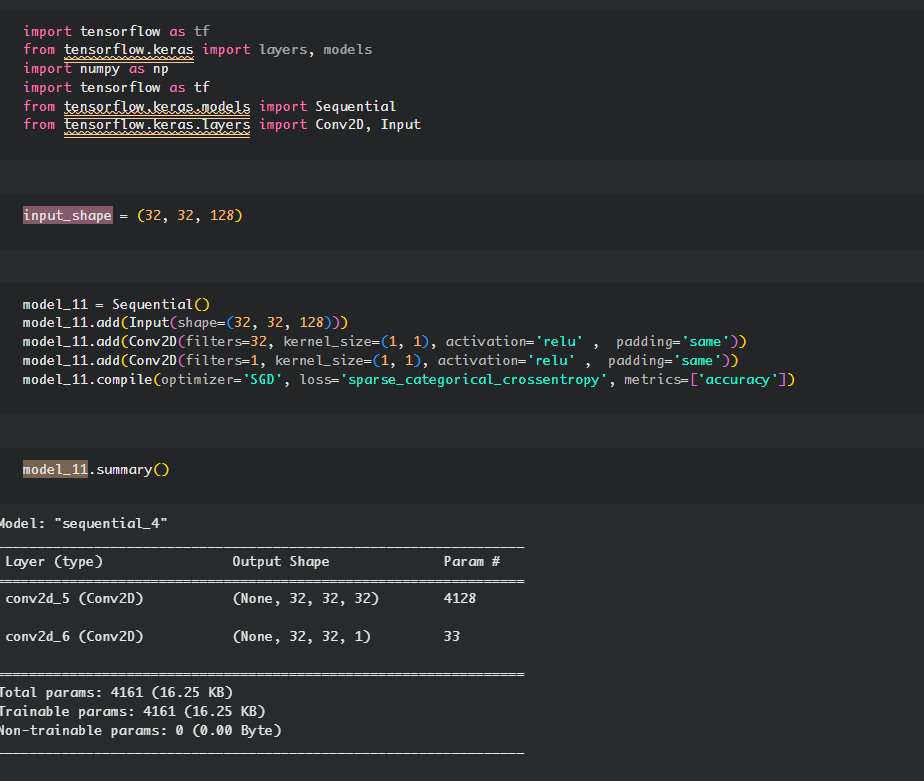 import tensorflow as tf
from tensorflow.keras import layers, models
import numpy as np
import tensorflow as tf
from tensorflow.keras.models import Sequential
from tensorflow.keras.layers import Conv2D, Input
input_shape = (32, 32, 128)
model_11 = Sequential()
model_11.add(Input(shape=(32, 32, 128)))
model_11.add(Conv2D(filters=32, kernel_size=(1, 1), activation='relu' ,  padding='same'))
model_11.add(Conv2D(filters=1, kernel_size=(1, 1), activation='relu' ,  padding='same'))
model_11.compile(optimizer='SGD', loss='sparse_categorical_crossentropy', metrics=['accuracy'])
model_11.summary()
Model: "sequential_4"
Layer (type) Output Shape Param #
conv2d_5 (Conv2D) (None, 32, 32, 32) 4128
conv2d_6 (Conv2D) (None, 32, 32, 1) 33
Total params: 4161 (16.25 KB)
Trainable params: 4161 (16.25 KB)
Non-trainable params: 0 (0.00 Byte)